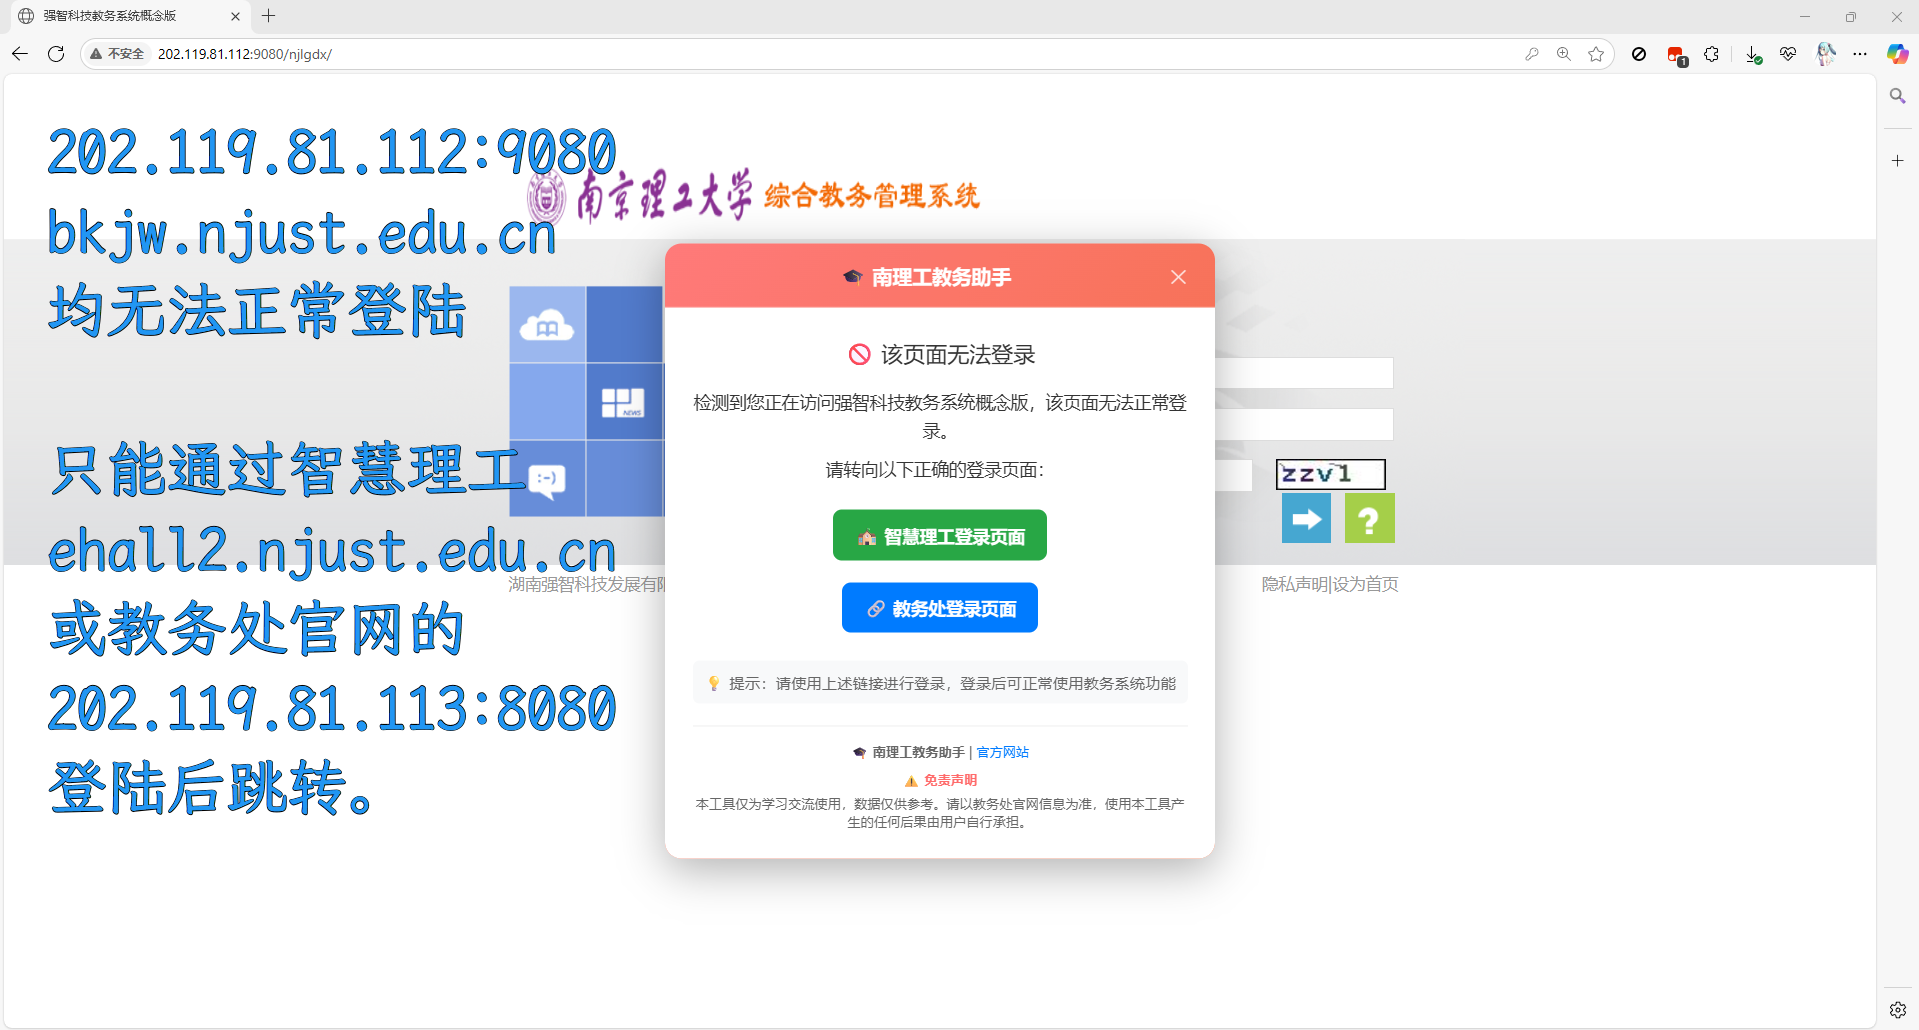 强智科技教务系统概念版
不安全
202.119.81.112:9080/njlgdx/
1
202.119.81.112:9080
bkjw.njust.edu.cn
均无法正常登陆
只能通过智慧理工
ehall2.njust.edu.cn
或教务处官网的
202.119.81.113:8080
登陆后跳转。
南京理工大学 综合教务管理系统
NEWS
:-)
🎓 南理工教务助手
🚫 该页面无法登录
检测到您正在访问强智科技教务系统概念版，该页面无法正常登
录。
请转向以下正确的登录页面：
🏫 智慧理工登录页面
🔗 教务处登录页面
💡 提示：请使用上述链接进行登录，登录后可正常使用教务系统功能
🎓 南理工教务助手 | 官方网站
⚠️ 免责声明
本工具仅为学习交流使用，数据仅供参考。请以教务处官网信息为准，使用本工具产
生的任何后果由用户自行承担。
zzv1
?
湖南强智科技发展有限
隐私声明|设为首页